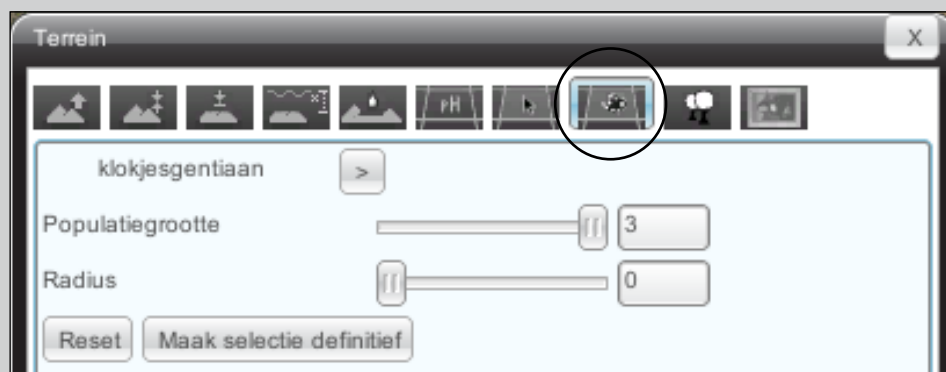 Terrein X
pH
klokjesgentiaan >
Populatiegrootte 3
Radius 0
Reset Maak selectie definitief